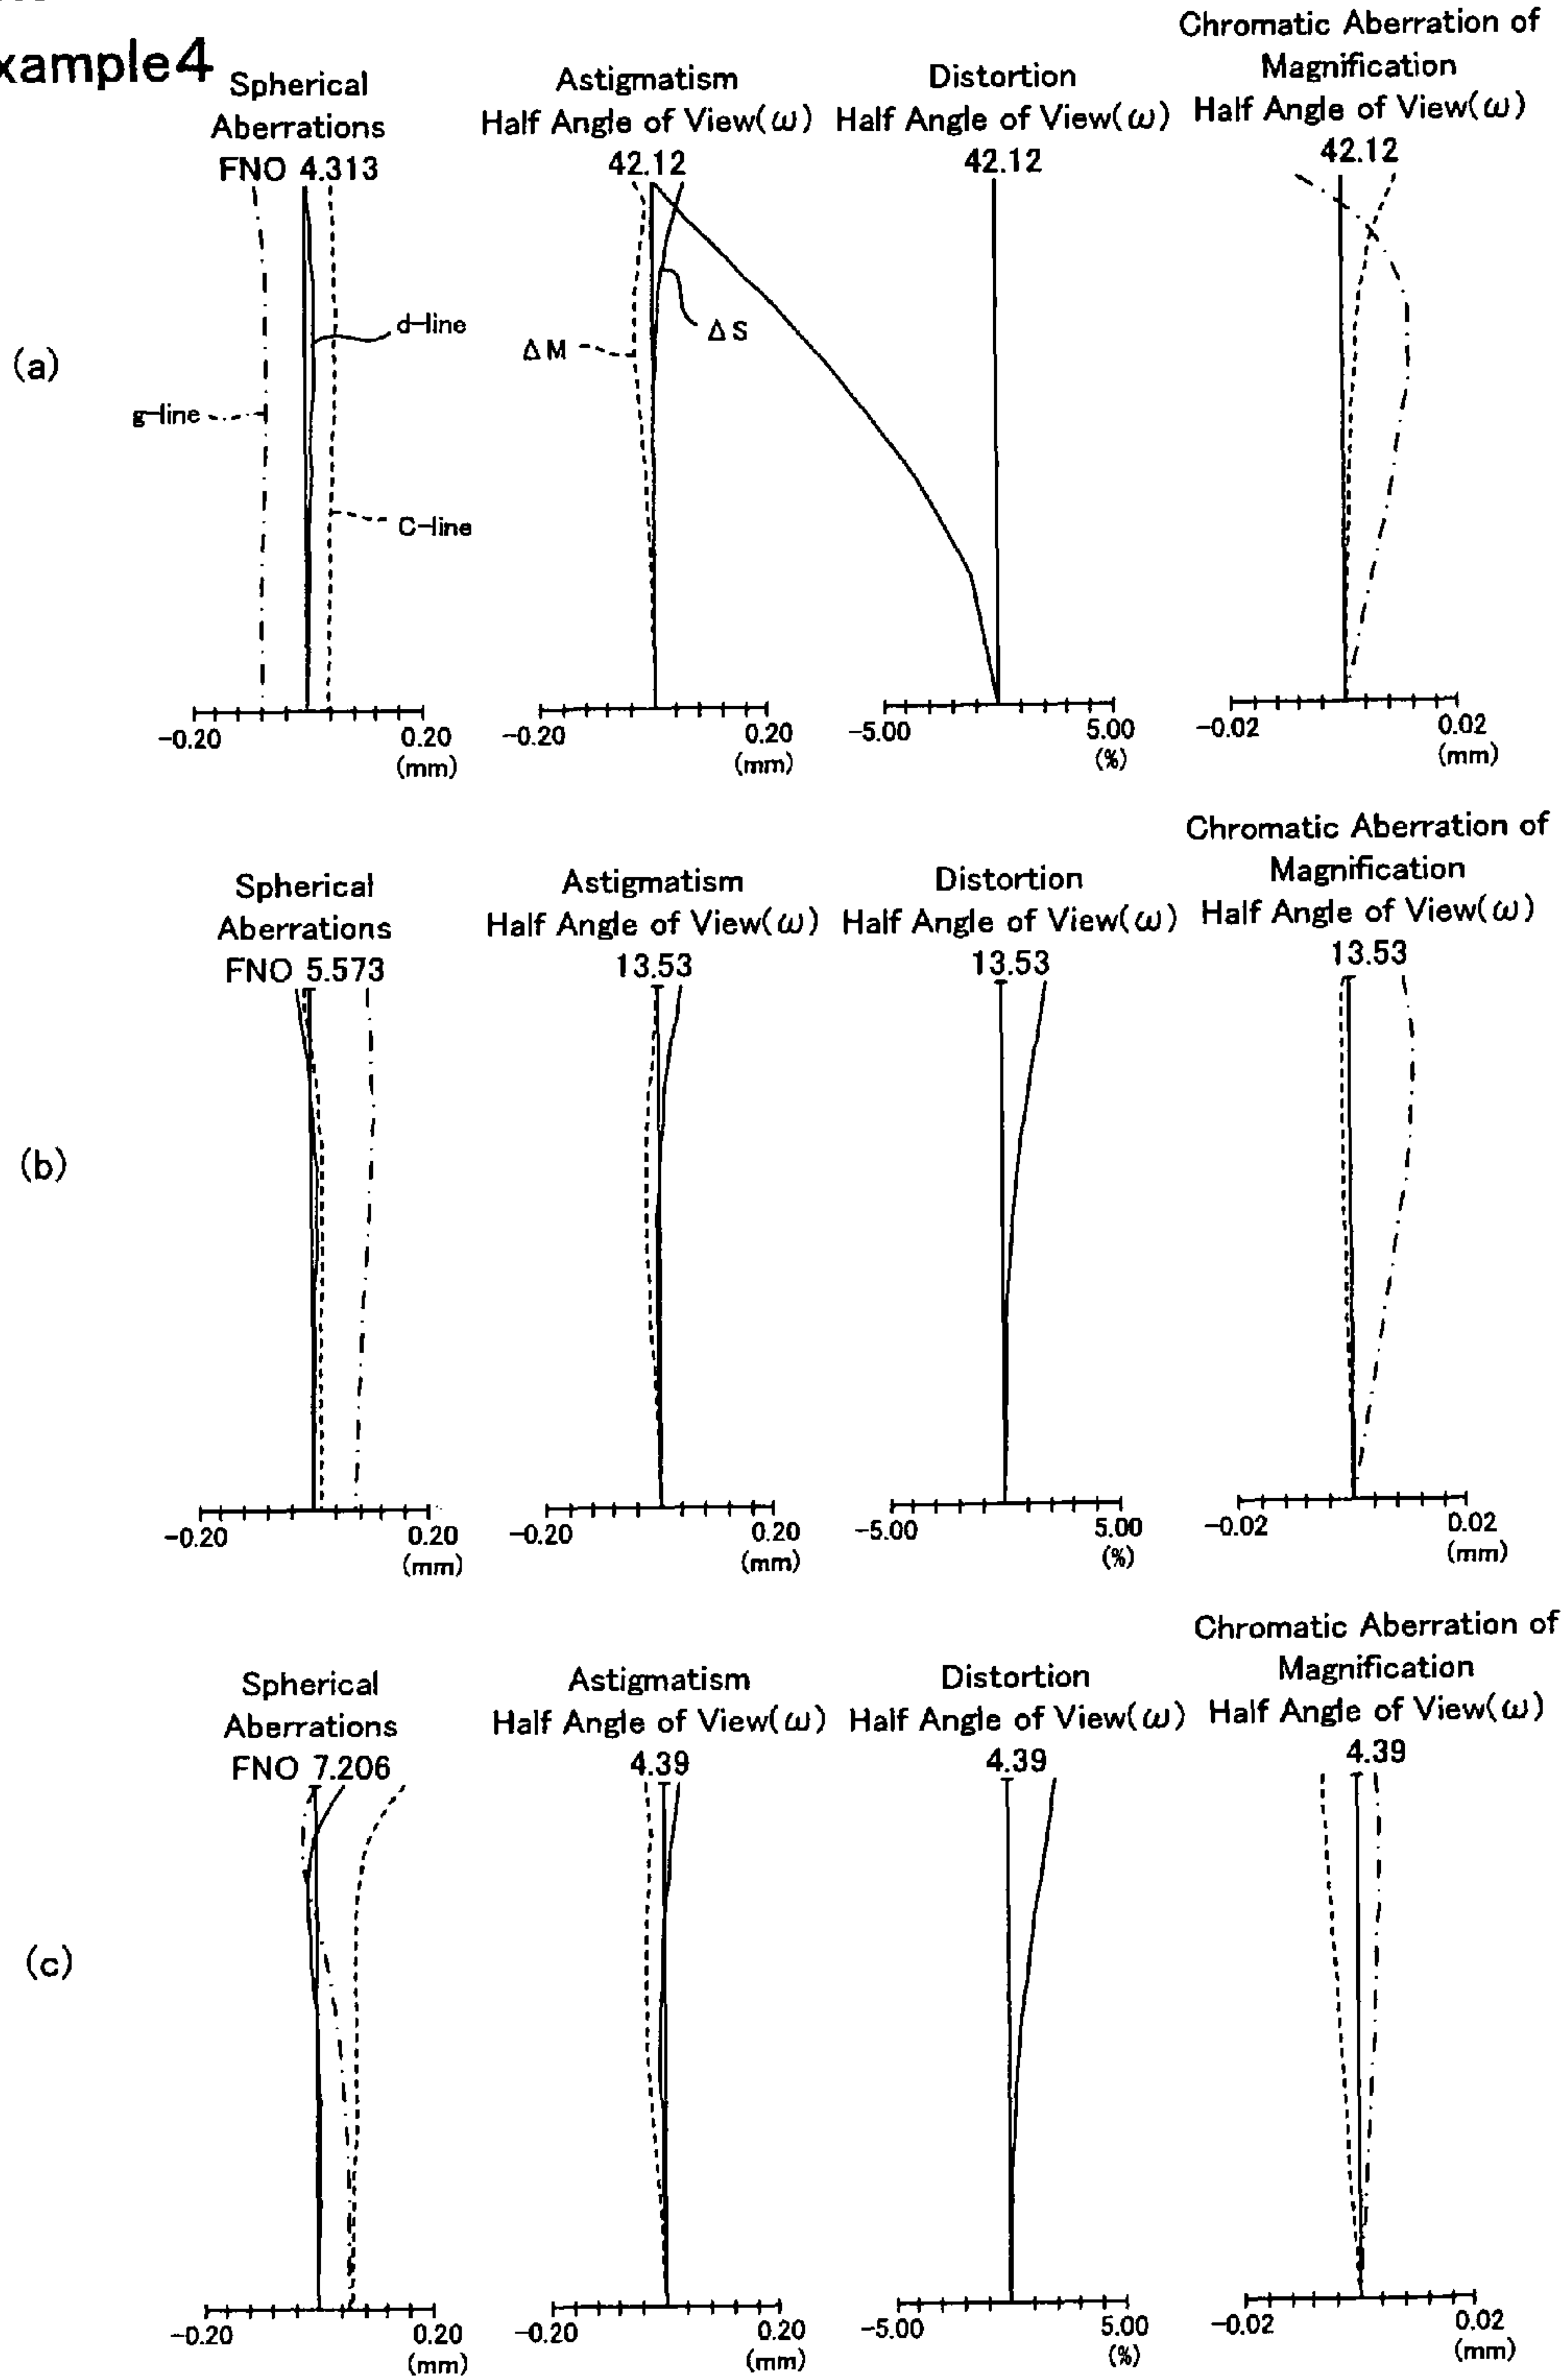 xample4
Spherical
Aberrations
FNO 4.313
Astigmatism
Half Angle of View(ω)
42.12
Distortion
Half Angle of View(ω)
42.12
Chromatic Aberration of
Magnification
Half Angle of View(ω)
42.12
(a)
d-line
g-line
C-line
ΔM
ΔS
-0.20
0.20
(mm)
-0.20
0.20
(mm)
-5.00
5.00
(%)
-0.02
0.02
(mm)
Spherical
Aberrations
FNO 5.573
Astigmatism
Half Angle of View(ω)
13.53
Distortion
Half Angle of View(ω)
13.53
Chromatic Aberration of
Magnification
Half Angle of View(ω)
13.53
(b)
-0.20
0.20
(mm)
-0.20
0.20
(mm)
-5.00
5.00
(%)
-0.02
0.02
(mm)
Spherical
Aberrations
FNO 7.206
Astigmatism
Half Angle of View(ω)
4.39
Distortion
Half Angle of View(ω)
4.39
Chromatic Aberration of
Magnification
Half Angle of View(ω)
4.39
(c)
-0.20
0.20
(mm)
-0.20
0.20
(mm)
-5.00
5.00
(%)
-0.02
0.02
(mm)